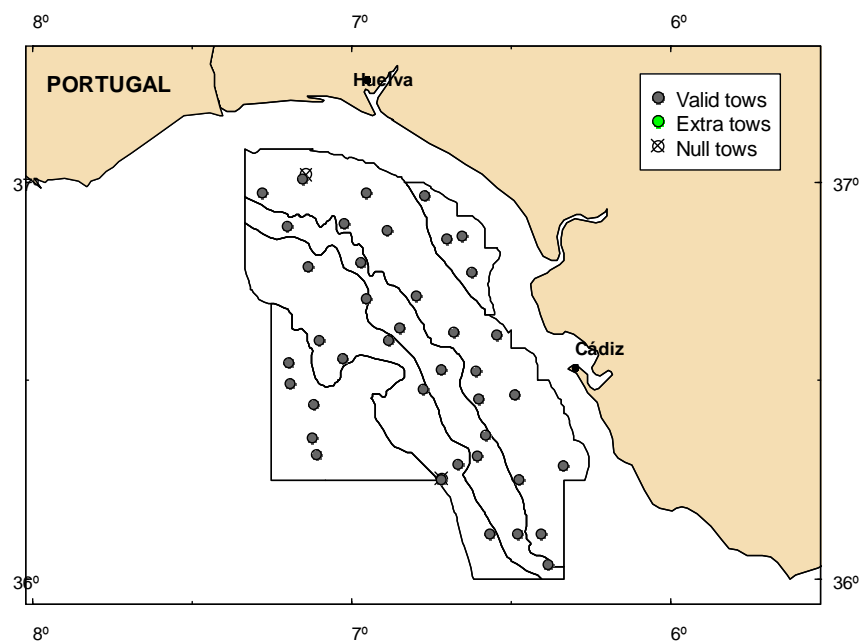 8º 7º 6º
PORTUGAL
Huelva
Valid tows
Extra tows
Null tows
37º 37º
Cádiz
36º 36º
8º 7º 6º